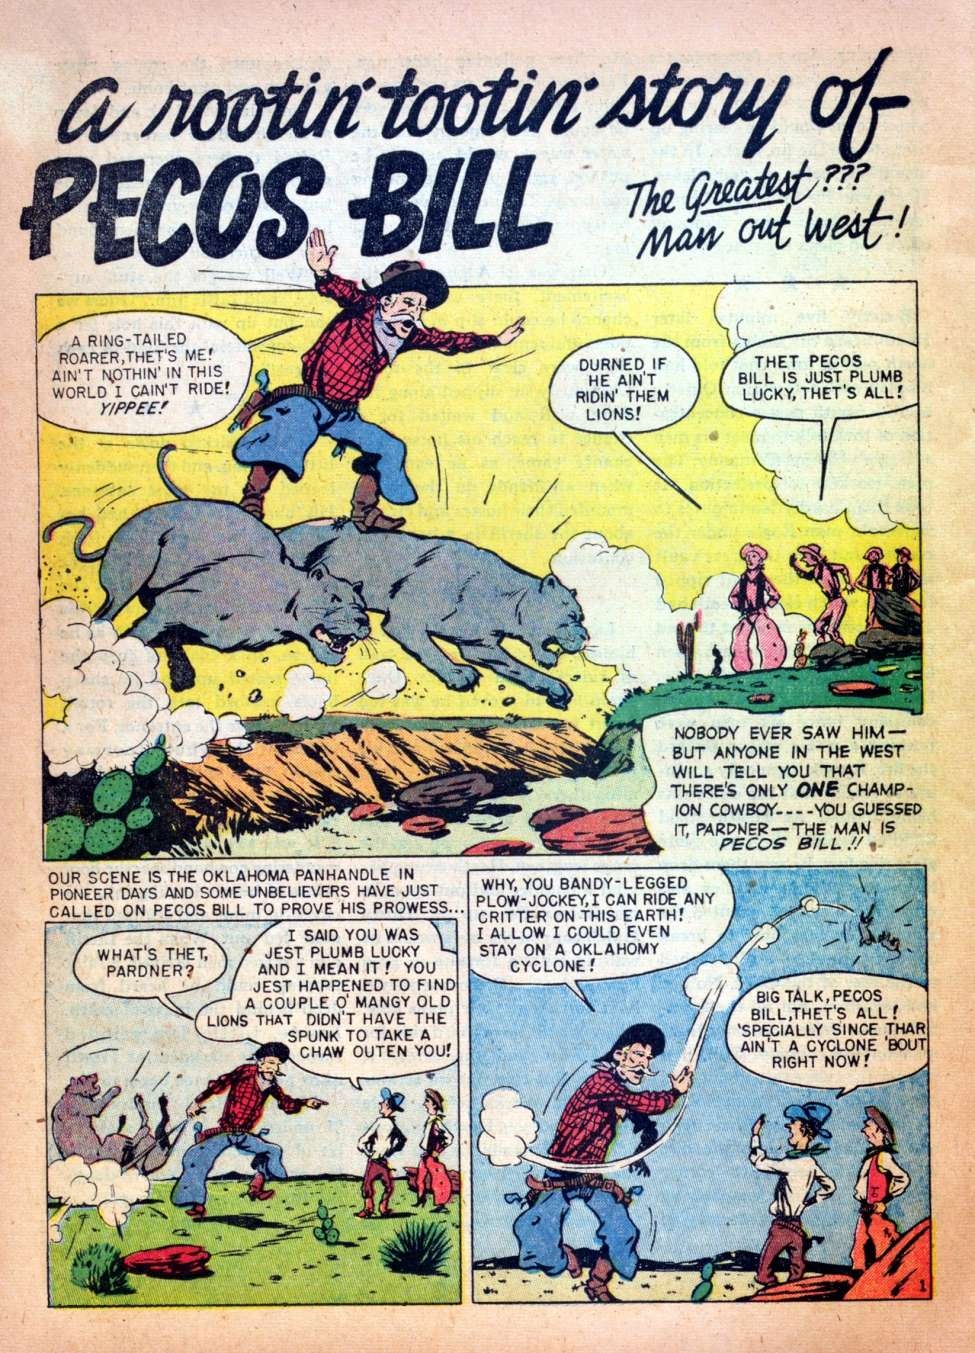 a rootin'-tootin' story of
PECOS BILL
The Greatest???
Man out West!
A RING-TAILED
ROARER, THET'S ME!
AIN'T NOTHIN' IN THIS
WORLD I CAIN'T RIDE!
YIPPEE!
DURNED IF
HE AIN'T
RIDIN' THEM
LIONS!
THET PECOS
BILL IS JUST PLUMB
LUCKY, THET'S ALL!
NOBODY EVER SAW HIM—
BUT ANYONE IN THE WEST
WILL TELL YOU THAT
THERE'S ONLY ONE CHAMP-
ION COWBOY----YOU GUESSED
IT, PARDNER—THE MAN IS
PECOS BILL!!
OUR SCENE IS THE OKLAHOMA PANHANDLE IN
PIONEER DAYS AND SOME UNBELIEVERS HAVE JUST
CALLED ON PECOS BILL TO PROVE HIS PROWESS...
WHAT'S THET,
PARDNER?
I SAID YOU WAS
JEST PLUMB LUCKY
AND I MEAN IT! YOU
JEST HAPPENED TO FIND
A COUPLE O' MANGY OLD
LIONS THAT DIDN'T HAVE THE
SPUNK TO TAKE A
CHAW OUTEN YOU!
WHY, YOU BANDY-LEGGED
PLOW-JOCKEY, I CAN RIDE ANY
CRITTER ON THIS EARTH!
I ALLOW I COULD EVEN
STAY ON A OKLAHOMY
CYCLONE!
BIG TALK, PECOS
BILL, THET'S ALL!
'SPECIALLY SINCE THAR
AIN'T A CYCLONE 'BOUT
RIGHT NOW!
1